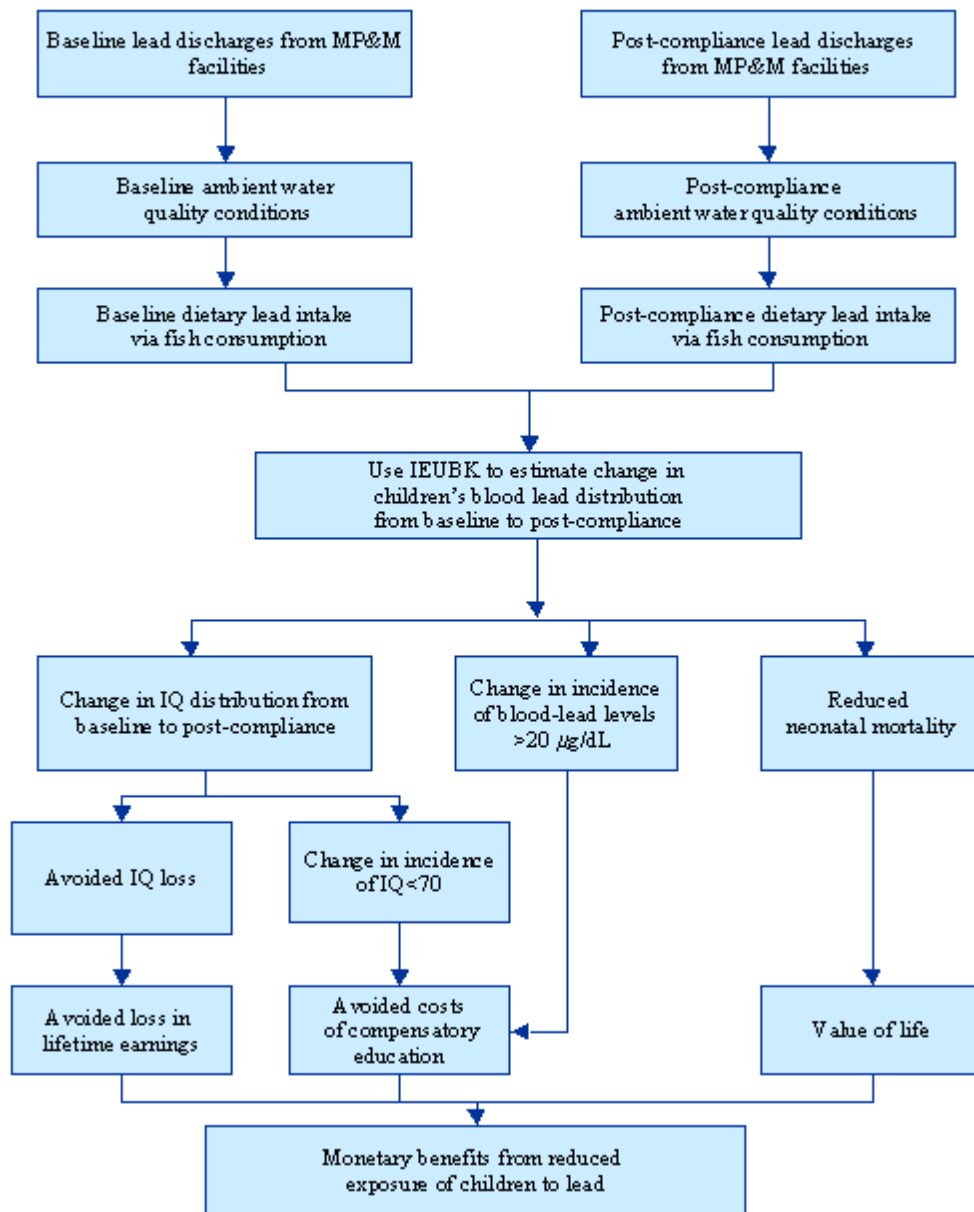 Baseline lead discharges from MP&M
facilities
Post-compliance lead discharges
from MP&M facilities
Baseline ambient water
quality conditions
Post-compliance
ambient water quality conditions
Baseline dietary lead intake
via fish consumption
Post-compliance dietary lead intake
via fish consumption
Use IEUBK to estimate change in
children's blood lead distribution
from baseline to post-compliance
Change in IQ distribution from
baseline to post-compliance
Change in incidence
of blood-lead levels
>20 µg/dL
Reduced
neonatal mortality
Avoided IQ loss
Change in incidence
of IQ<70
Avoided loss in
lifetime earnings
Avoided costs
of compensatory
education
Value of life
Monetary benefits from reduced
exposure of children to lead